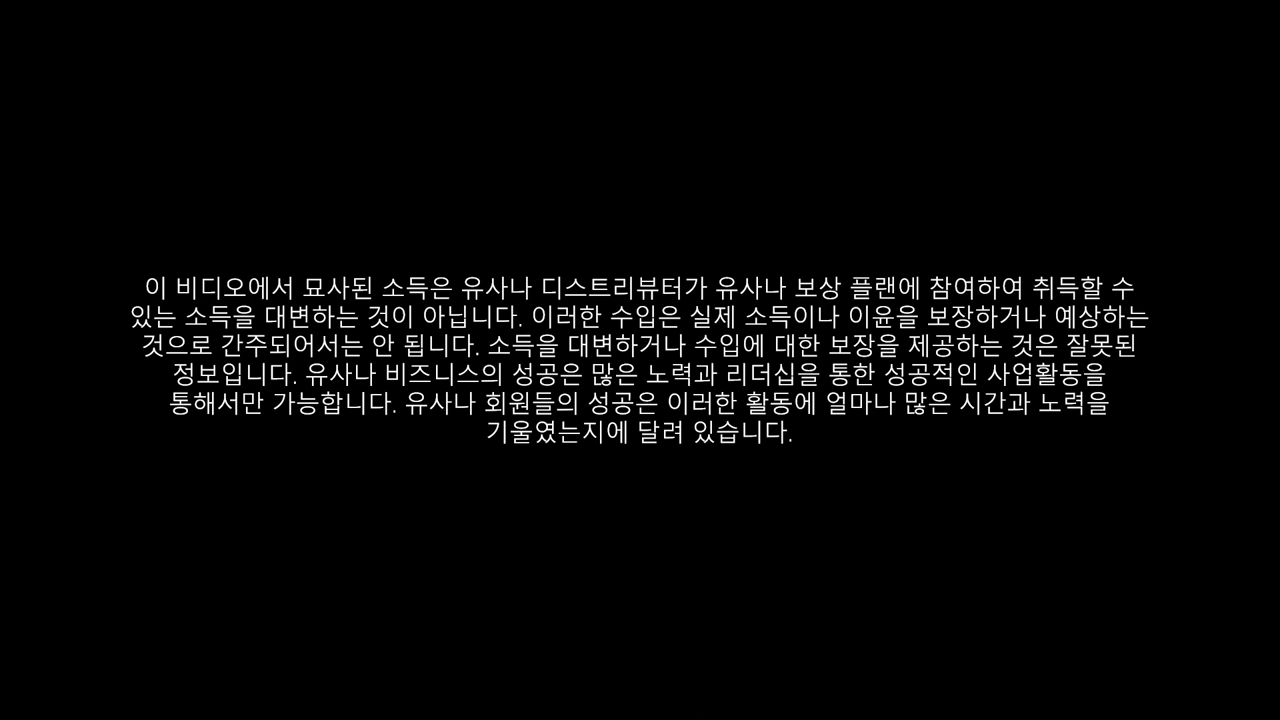 이 비디오에서 묘사된 소득은 유사나 디스트리뷰터가 유사나 보상 플랜에 참여하여 취득할 수
있는 소득을 대변하는 것이 아닙니다. 이러한 수입은 실제 소득이나 이윤을 보장하거나 예상하는
것으로 간주되어서는 안 됩니다. 소득을 대변하거나 수입에 대한 보장을 제공하는 것은 잘못된
정보입니다. 유사나 비즈니스의 성공은 많은 노력과 리더십을 통한 성공적인 사업활동을
통해서만 가능합니다. 유사나 회원들의 성공은 이러한 활동에 얼마나 많은 시간과 노력을
기울였는지에 달려 있습니다.